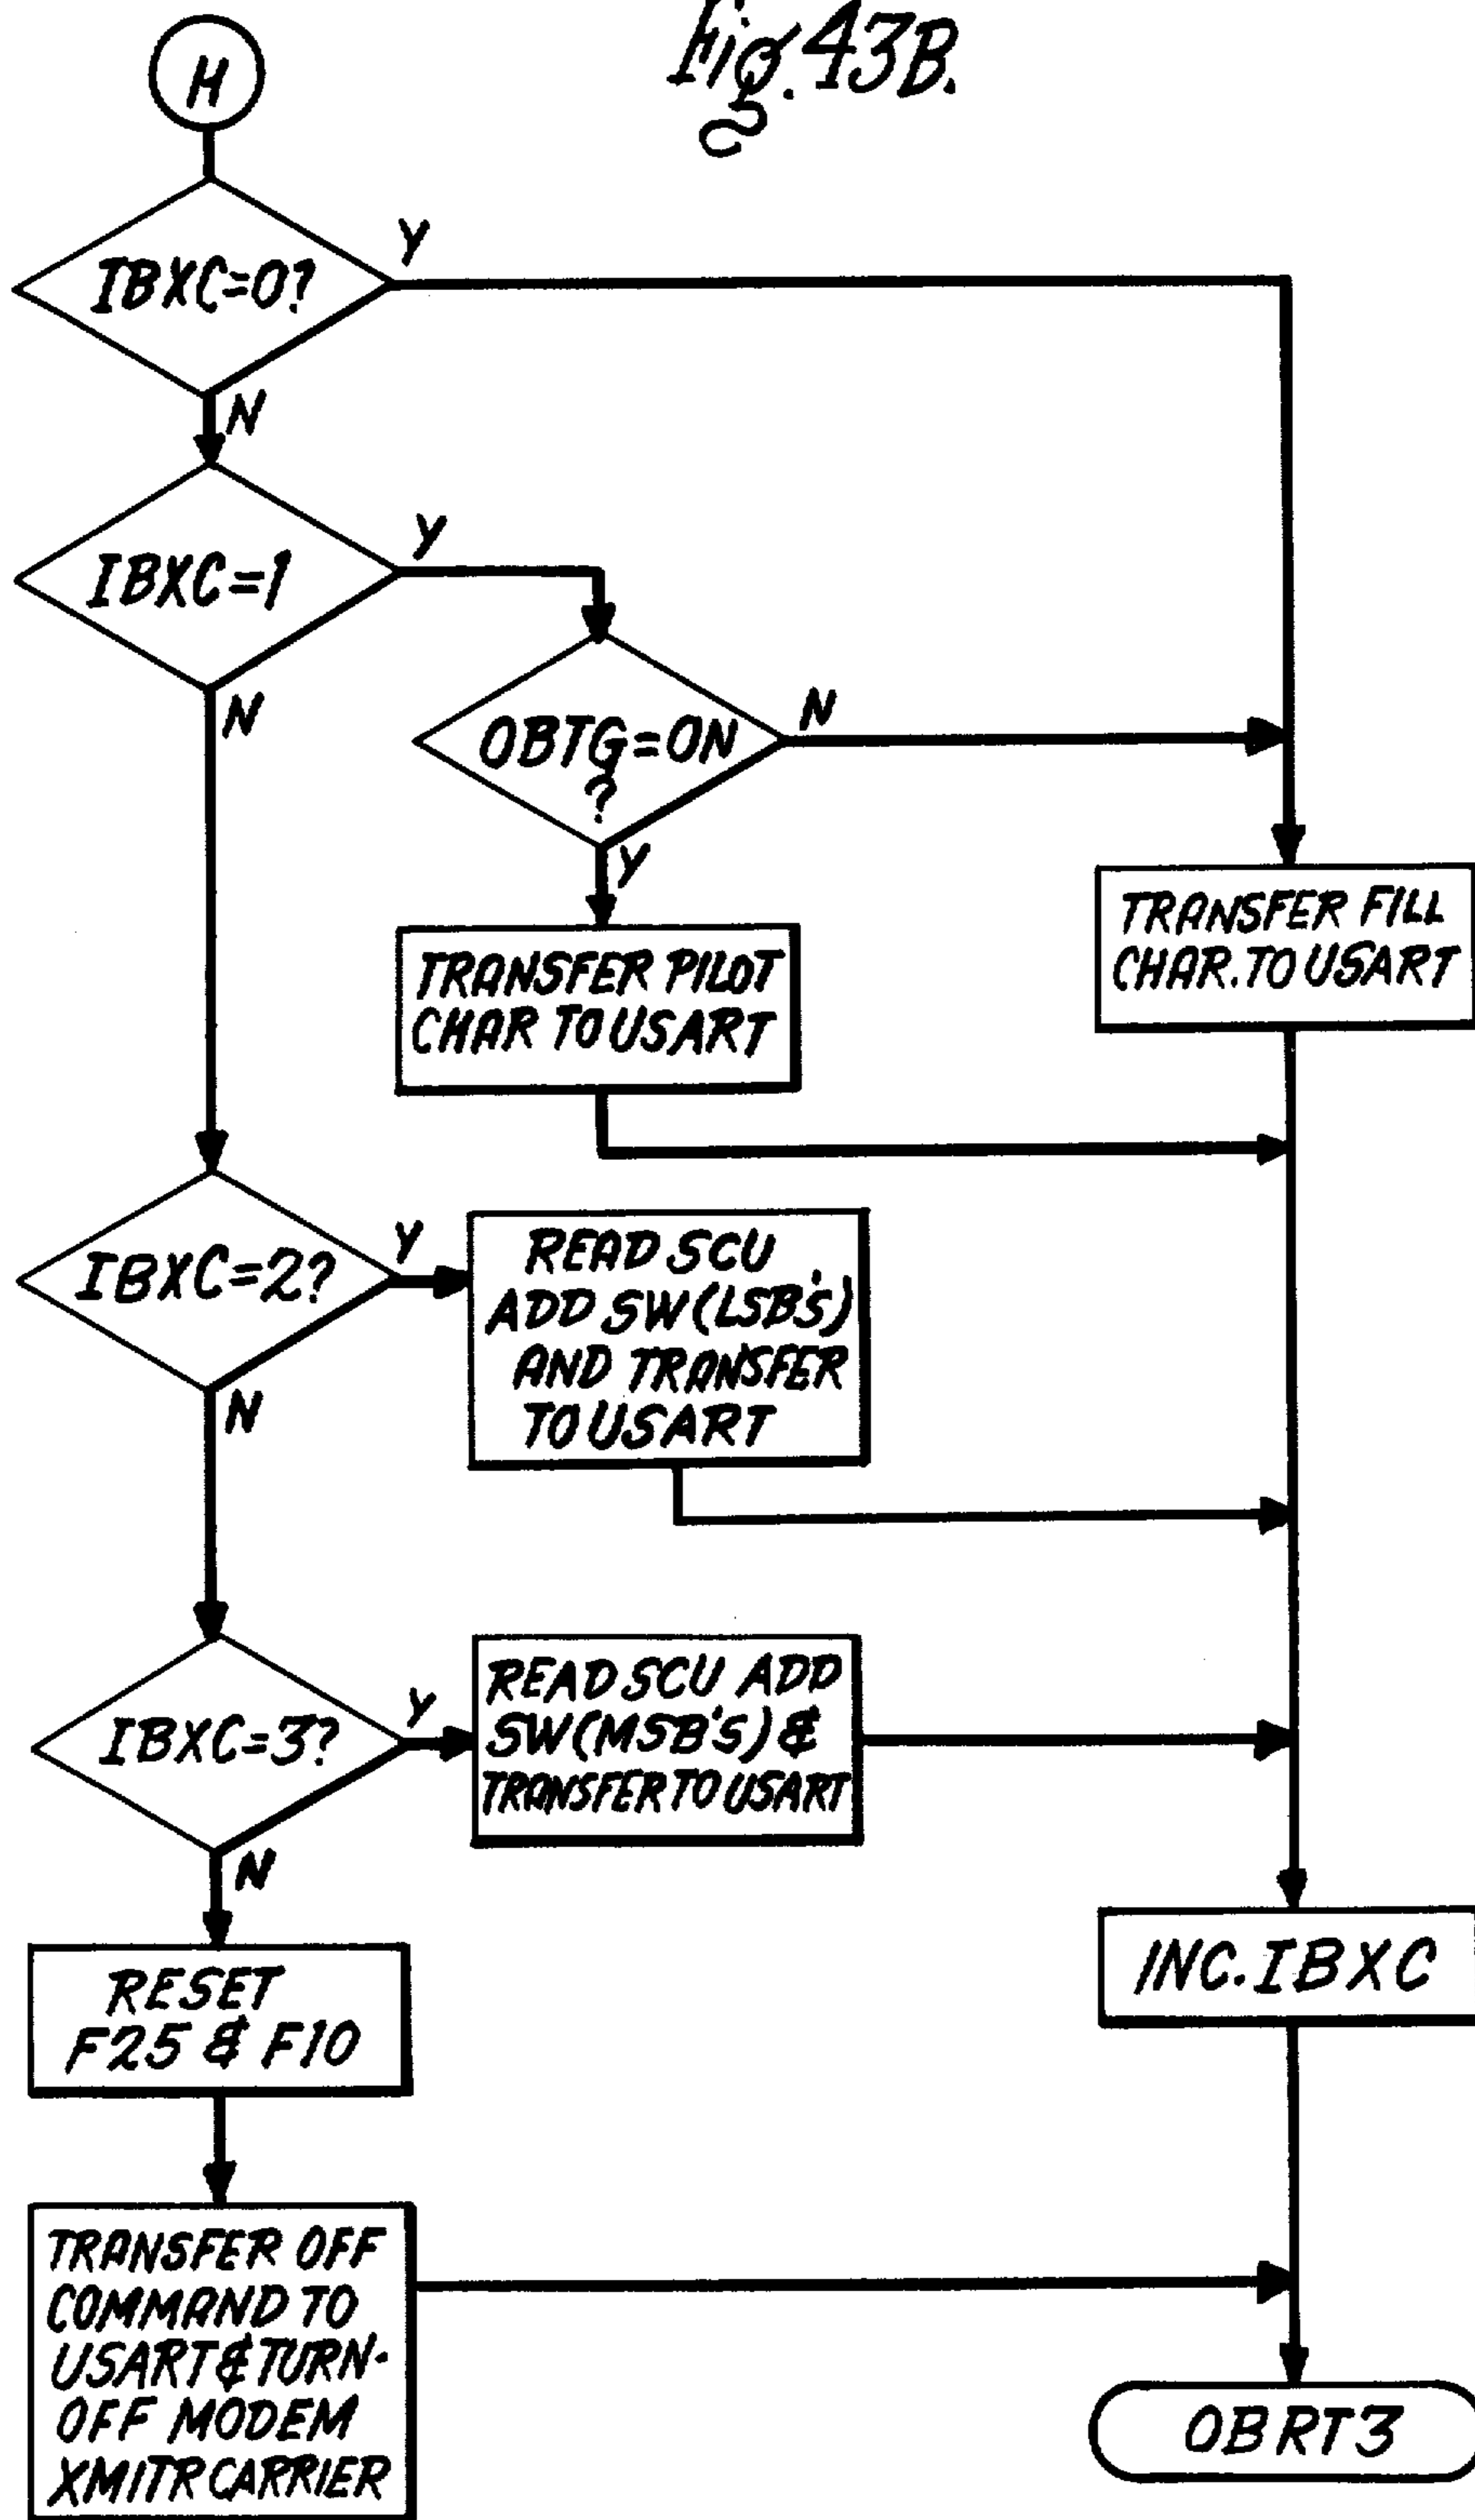 Fig. 43B.
H
IBXC=0?
Y
N
IBXC=1
Y
N
OBTG=ON
?
N
Y
TRANSFER PILOT
CHAR TO USART
TRANSFER FILL
CHAR. TO USART
IBXC=2?
Y
N
READ SCU
ADD SW (LSB'S)
AND TRANSFER
TO USART
IBXC=3?
Y
N
READ SCU ADD
SW (MSB'S) &
TRANSFER TO USART
RESET
F25 & F10
INC. IBXC
TRANSFER OFF
COMMAND TO
USART & TURN-
OFF MODEM
XMITR CARRIER
OBRT3